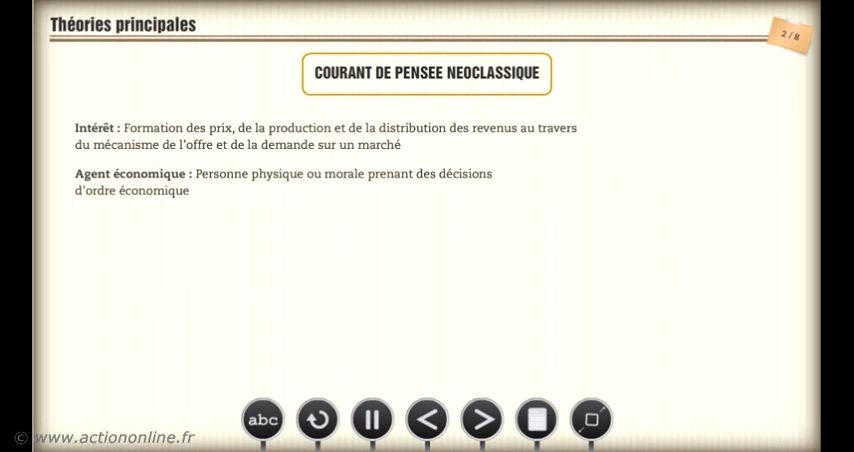 Théories principales
2 / 8
COURANT DE PENSEE NEOCLASSIQUE
Intérêt : Formation des prix, de la production et de la distribution des revenus au travers
du mécanisme de l'offre et de la demande sur un marché
Agent économique : Personne physique ou morale prenant des décisions
d'ordre économique
abc
© www.actiononline.fr